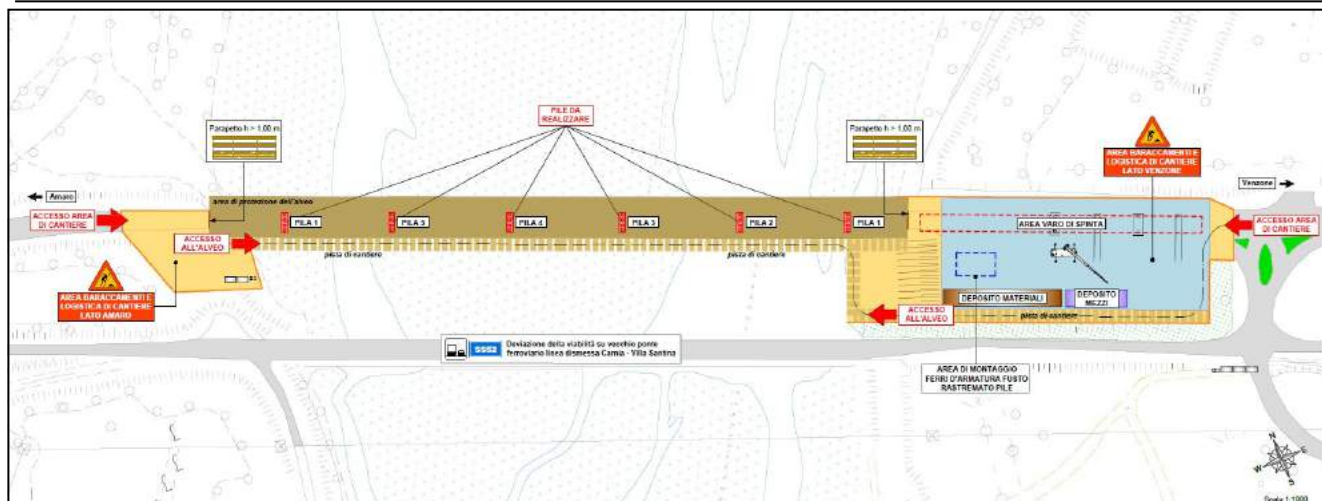 PILE DA
REALIZZARE
Parapetto h > 1,00 m
Parapetto h > 1,00 m
AREA BARACCAMENTI E
LOGISTICA DI CANTIERE
LATO VENZONE
Amaro
Venzone
area di protezione dell'alveo
ACCESSO AREA
DI CANTIERE
PILA 1
PILA 5
PILA 4
PILA 3
PILA 2
PILA 1
AREA VARO DI SPINTA
ACCESSO AREA
DI CANTIERE
ACCESSO
ALL'ALVEO
pista di cantiere
pista di cantiere
AREA BARACCAMENTI E
LOGISTICA DI CANTIERE
LATO AMARO
DEPOSITO MATERIALI
DEPOSITO
MEZZI
ACCESSO
ALL'ALVEO
pista di cantiere
SS52
Deviazione della viabilità su vecchio ponte
ferroviario linea dismessa Carnia - Villa Santina
AREA DI MONTAGGIO
FERRI D'ARMATURA FUSTO
RASTREMATO PILE
N
W
E
S
Scala 1:1000